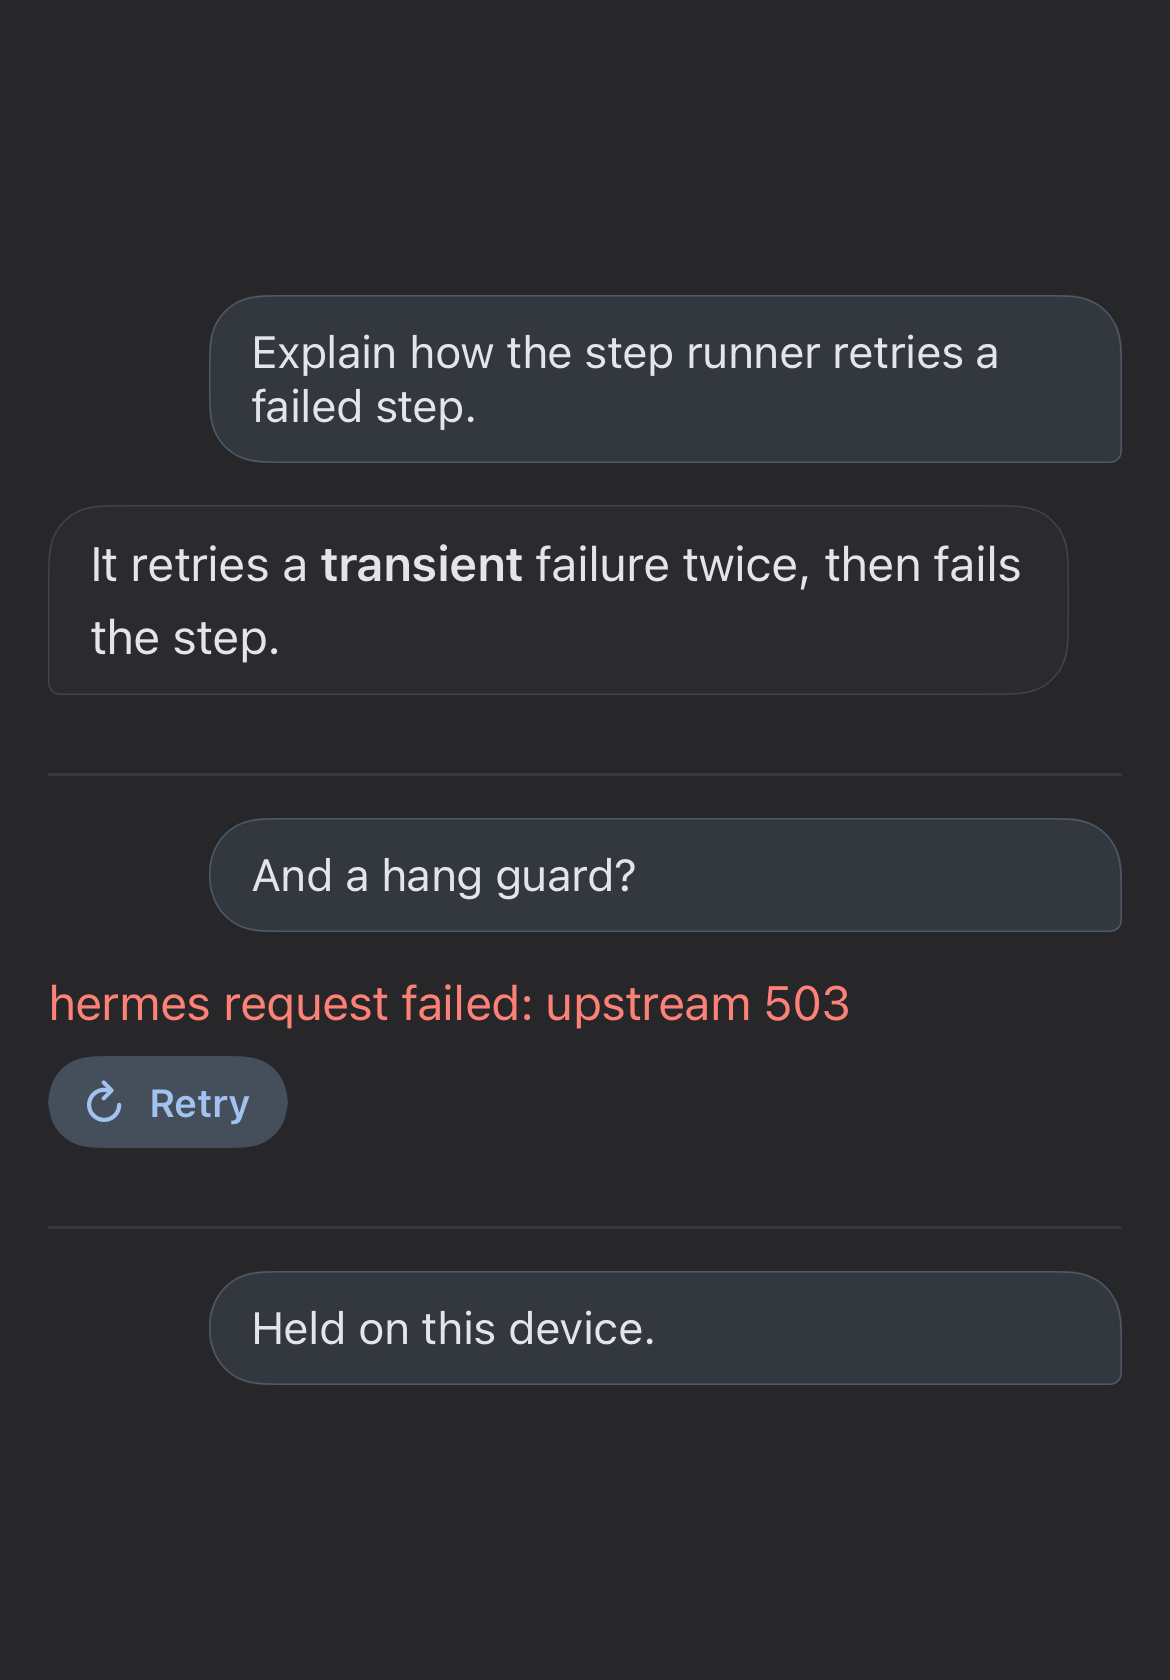 Explain how the step runner retries a
failed step.
It retries a transient failure twice, then fails
the step.
And a hang guard?
hermes request failed: upstream 503
Retry
Held on this device.